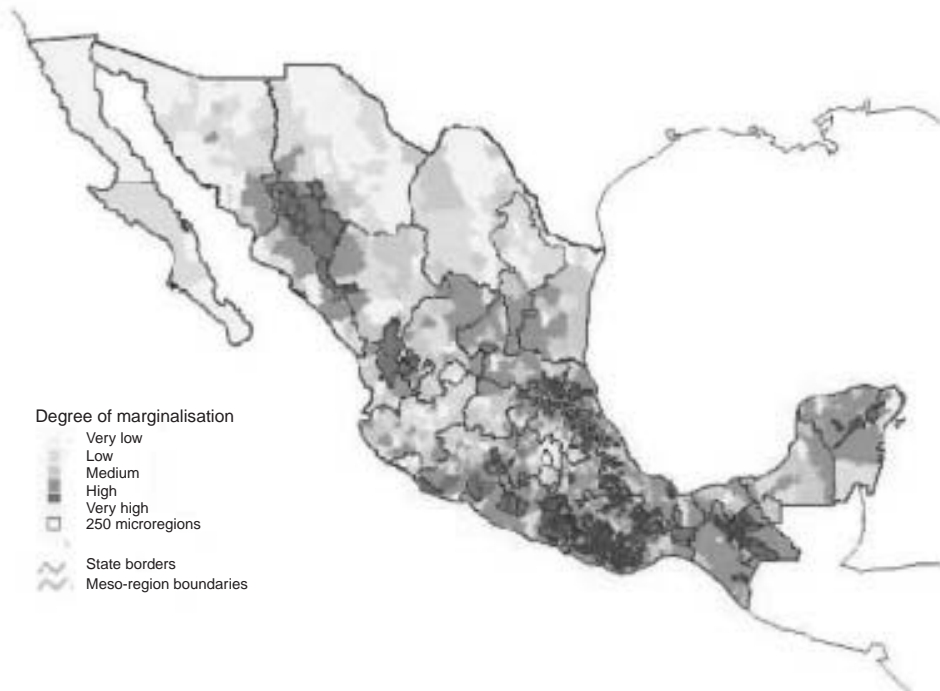 Degree of marginalisation
Very low
Low
Medium
High
Very high
250 microregions
State borders
Meso-region boundaries